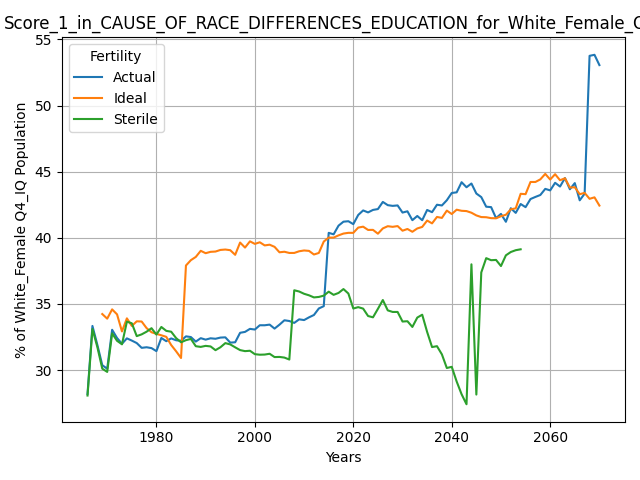 Score_1_in_CAUSE_OF_RACE_DIFFERENCES_EDUCATION_for_White_Female_
55
50
45
40
35
30
% of White_Female Q4_IQ Population
Fertility
Actual
Ideal
Sterile
1980 2000 2020 2040 2060
Years